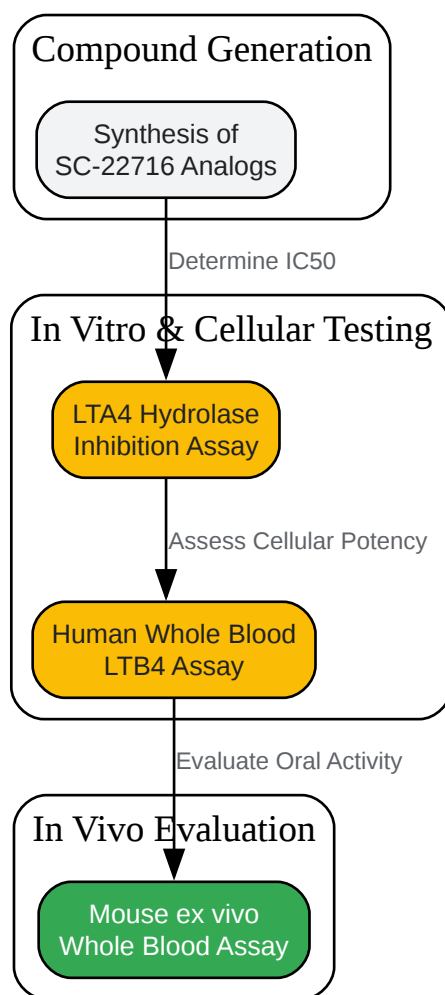 Compound Generation
Synthesis of
SC-22716 Analogs
Determine IC50
In Vitro & Cellular Testing
LTA4 Hydrolase
Inhibition Assay
Assess Cellular Potency
Human Whole Blood
LTB4 Assay
Evaluate Oral Activity
In Vivo Evaluation
Mouse ex vivo
Whole Blood Assay